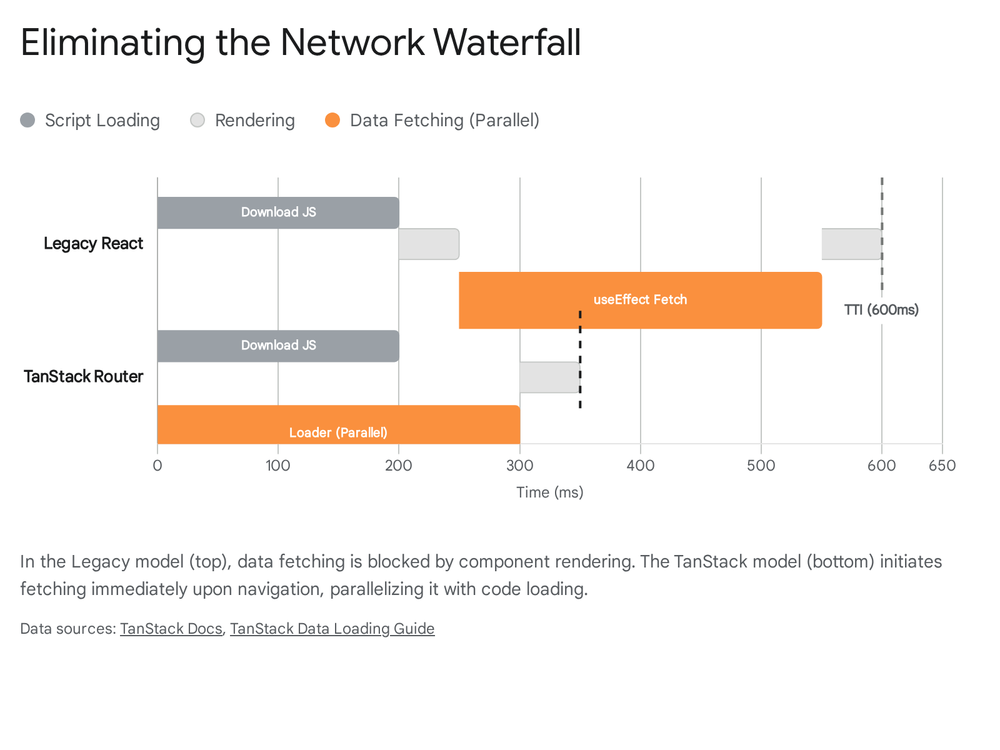 Eliminating the Network Waterfall
Script Loading
Rendering
Data Fetching (Parallel)
Download JS
Legacy React
useEffect Fetch
TTI (600ms)
Download JS
TanStack Router
Loader (Parallel)
0 100 200 300 400 500 600 650
Time (ms)
In the Legacy model (top), data fetching is blocked by component rendering. The TanStack model (bottom) initiates
fetching immediately upon navigation, parallelizing it with code loading.
Data sources: TanStack Docs, TanStack Data Loading Guide